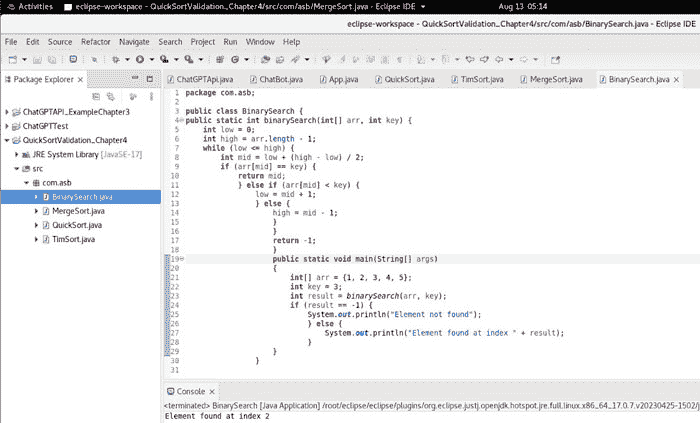 Activities eclipse-workspace - QuickSortValidation_Chapter4/src/com/asb/MergeSort.java - Eclipse IDE Aug 13 05:14
eclipse-workspace - QuickSortValidation_Chapter4/src/com/asb/BinarySearch.java - Eclipse IDE
File Edit Source Refactor Navigate Search Project Run Window Help
Package Explorer
ChatGPTApi.java ChatBot.java App.java QuickSort.java TimSort.java MergeSort.java BinarySearch.java
ChatGPTAPI_ExampleChapter3
ChatGPTTest
QuickSortValidation_Chapter4
JRE System Library [JavaSE-17]
src
com.asb
BinarySearch.java
MergeSort.java
QuickSort.java
TimSort.java
1 package com.asb;
2
3 public class BinarySearch {
4 public static int binarySearch(int[] arr, int key) {
5 int low = 0;
6 int high = arr.length - 1;
7 while (low <= high) {
8 int mid = low + (high - low) / 2;
9 if (arr[mid] == key) {
10 return mid;
11 } else if (arr[mid] < key) {
12 low = mid + 1;
13 } else {
14 high = mid - 1;
15 }
16 }
17 return -1;
18 }
19 public static void main(String[] args)
20 {
21 int[] arr = {1, 2, 3, 4, 5};
22 int key = 3;
23 int result = binarySearch(arr, key);
24 if (result == -1) {
25 System.out.println("Element not found");
26 } else {
27 System.out.println("Element found at index " + result);
28 }
29 }
30 }
31
Console
<terminated> BinarySearch [Java Application] /root/eclipse/eclipse/plugins/org.eclipse.justj.openjdk.hotspot.jre.full.linux.x86_64_17.0.7.v20230425-1502/j
Element found at index 2